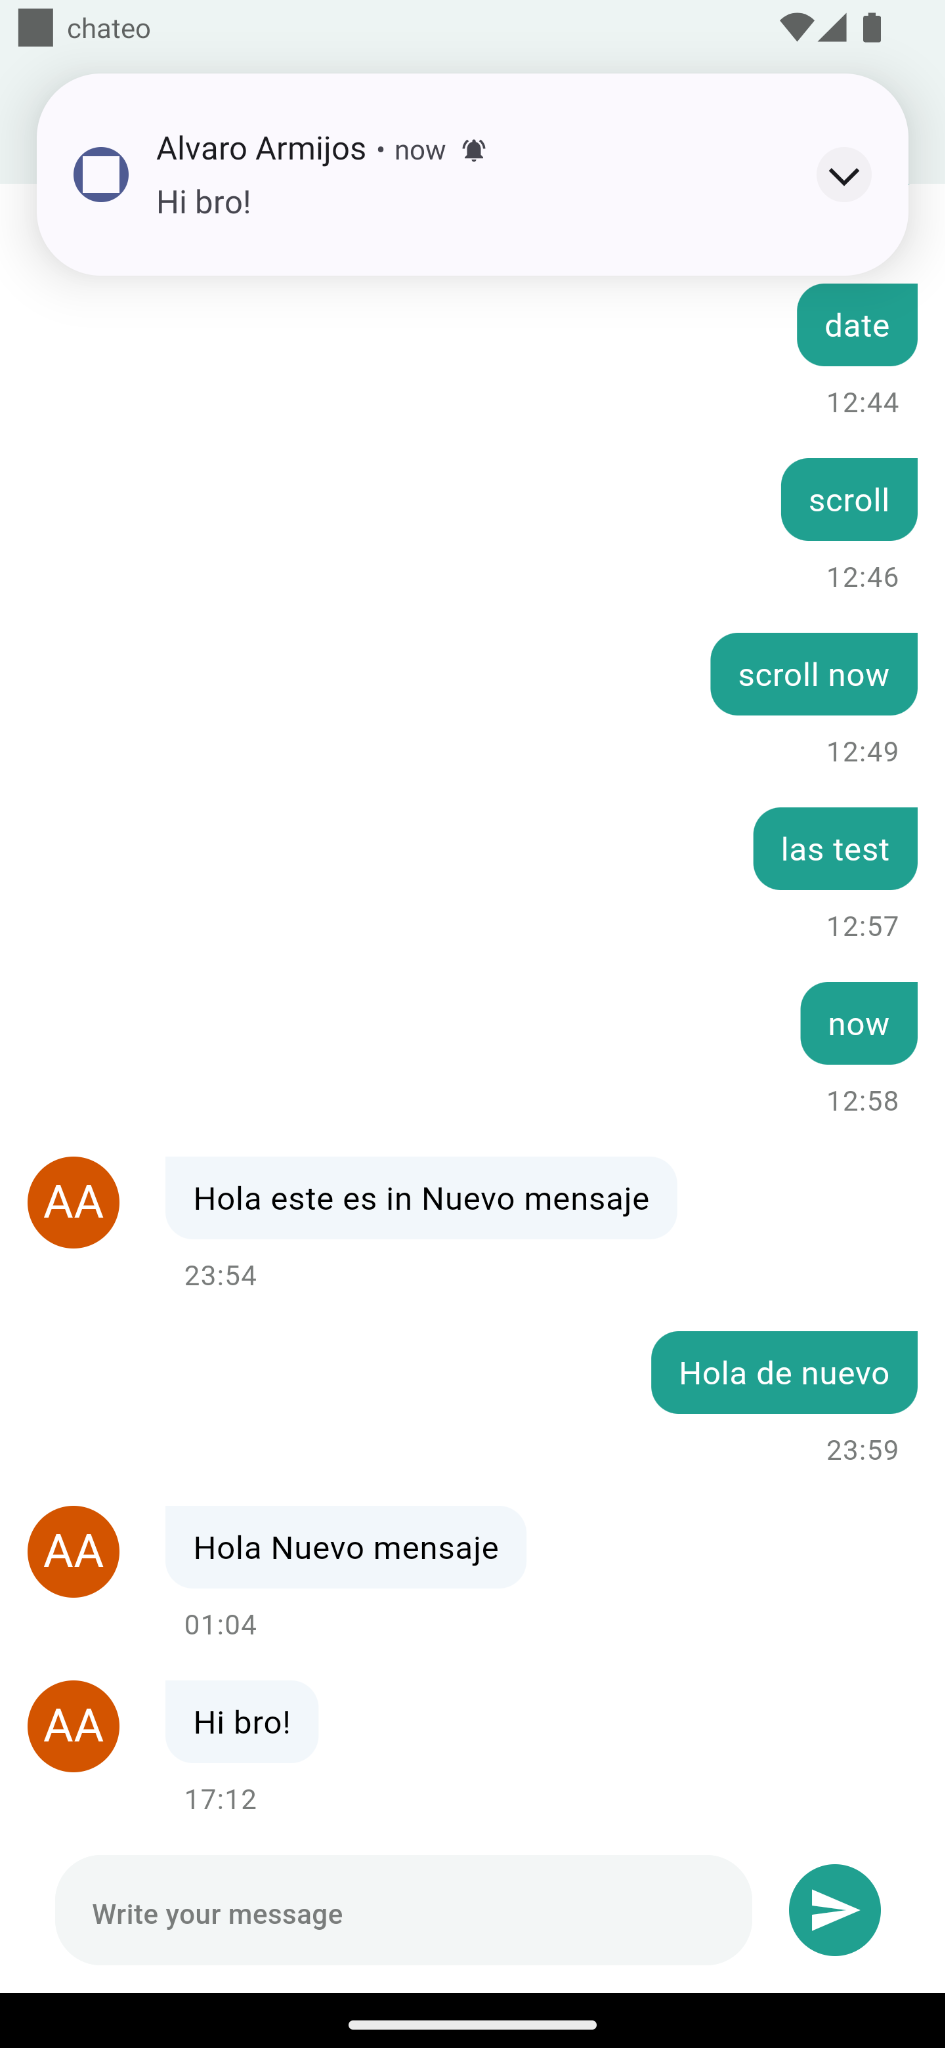 chateo
Alvaro Armijos • now
Hi bro!
date
12:44
scroll
12:46
scroll now
12:49
las test
12:57
now
12:58
AA
Hola este es in Nuevo mensaje
23:54
Hola de nuevo
23:59
AA
Hola Nuevo mensaje
01:04
AA
Hi bro!
17:12
Write your message